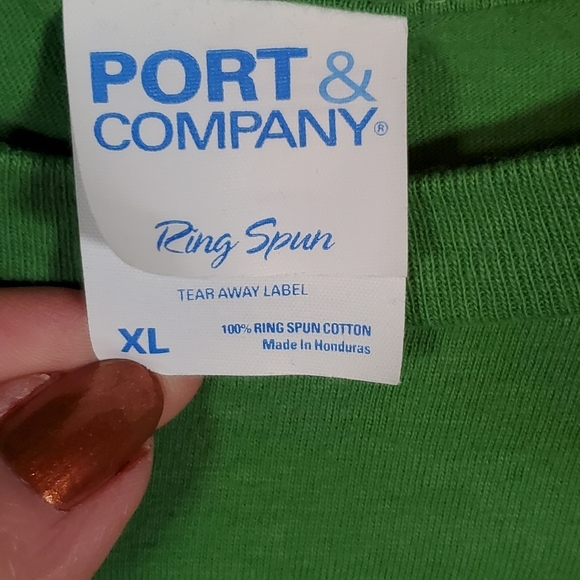 PORT &
COMPANY®
Ring Spun
TEAR AWAY LABEL
XL
100% RING SPUN COTTON
Made In Honduras